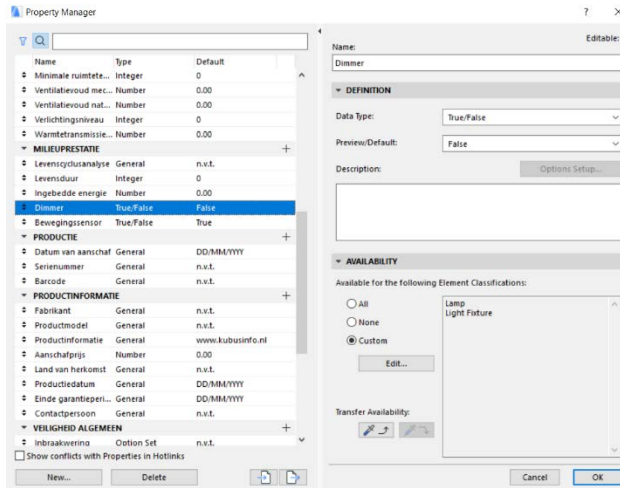 Property Manager
?
Name Type Default
Minimale ruimtete... Integer 0
Ventilatievoud mec... Number 0.00
Ventilatievoud nat... Number 0.00
Verlichtingsniveau Integer 0
Warmtetransmissie... Number 0.00
MILIEUPRESTATIE
Levenscyclusanalyse General n.v.t.
Levensduur Integer 0
Ingebedde energie Number 0.00
Dimmer True/False False
Bewegingssensor True/False True
PRODUCTIE
Datum van aanschaf General DD/MM/YYYY
Serienummer General n.v.t.
Barcode General n.v.t.
PRODUCTINFORMATIE
Fabrikant General n.v.t.
Productmodel General n.v.t.
Productinformatie General www.kubusinfo.nl
Aanschafprijs Number 0.00
Land van herkomst General n.v.t.
Productiedatum General DD/MM/YYYY
Einde garantieperi... General DD/MM/YYYY
Contactpersoon General n.v.t.
VEILIGHEID ALGEMEEN
Inbraakwering Option Set n.v.t.
Show conflicts with Properties in Hotlinks
New... Delete
Editable:
Name:
Dimmer
DEFINITION
Data Type: True/False
Preview/Default: False
Description: Options Setup...
AVAILABILITY
Available for the following Element Classifications:
All
None
Custom
Edit...
Lamp
Light Fixture
Transfer Availability:
Cancel OK